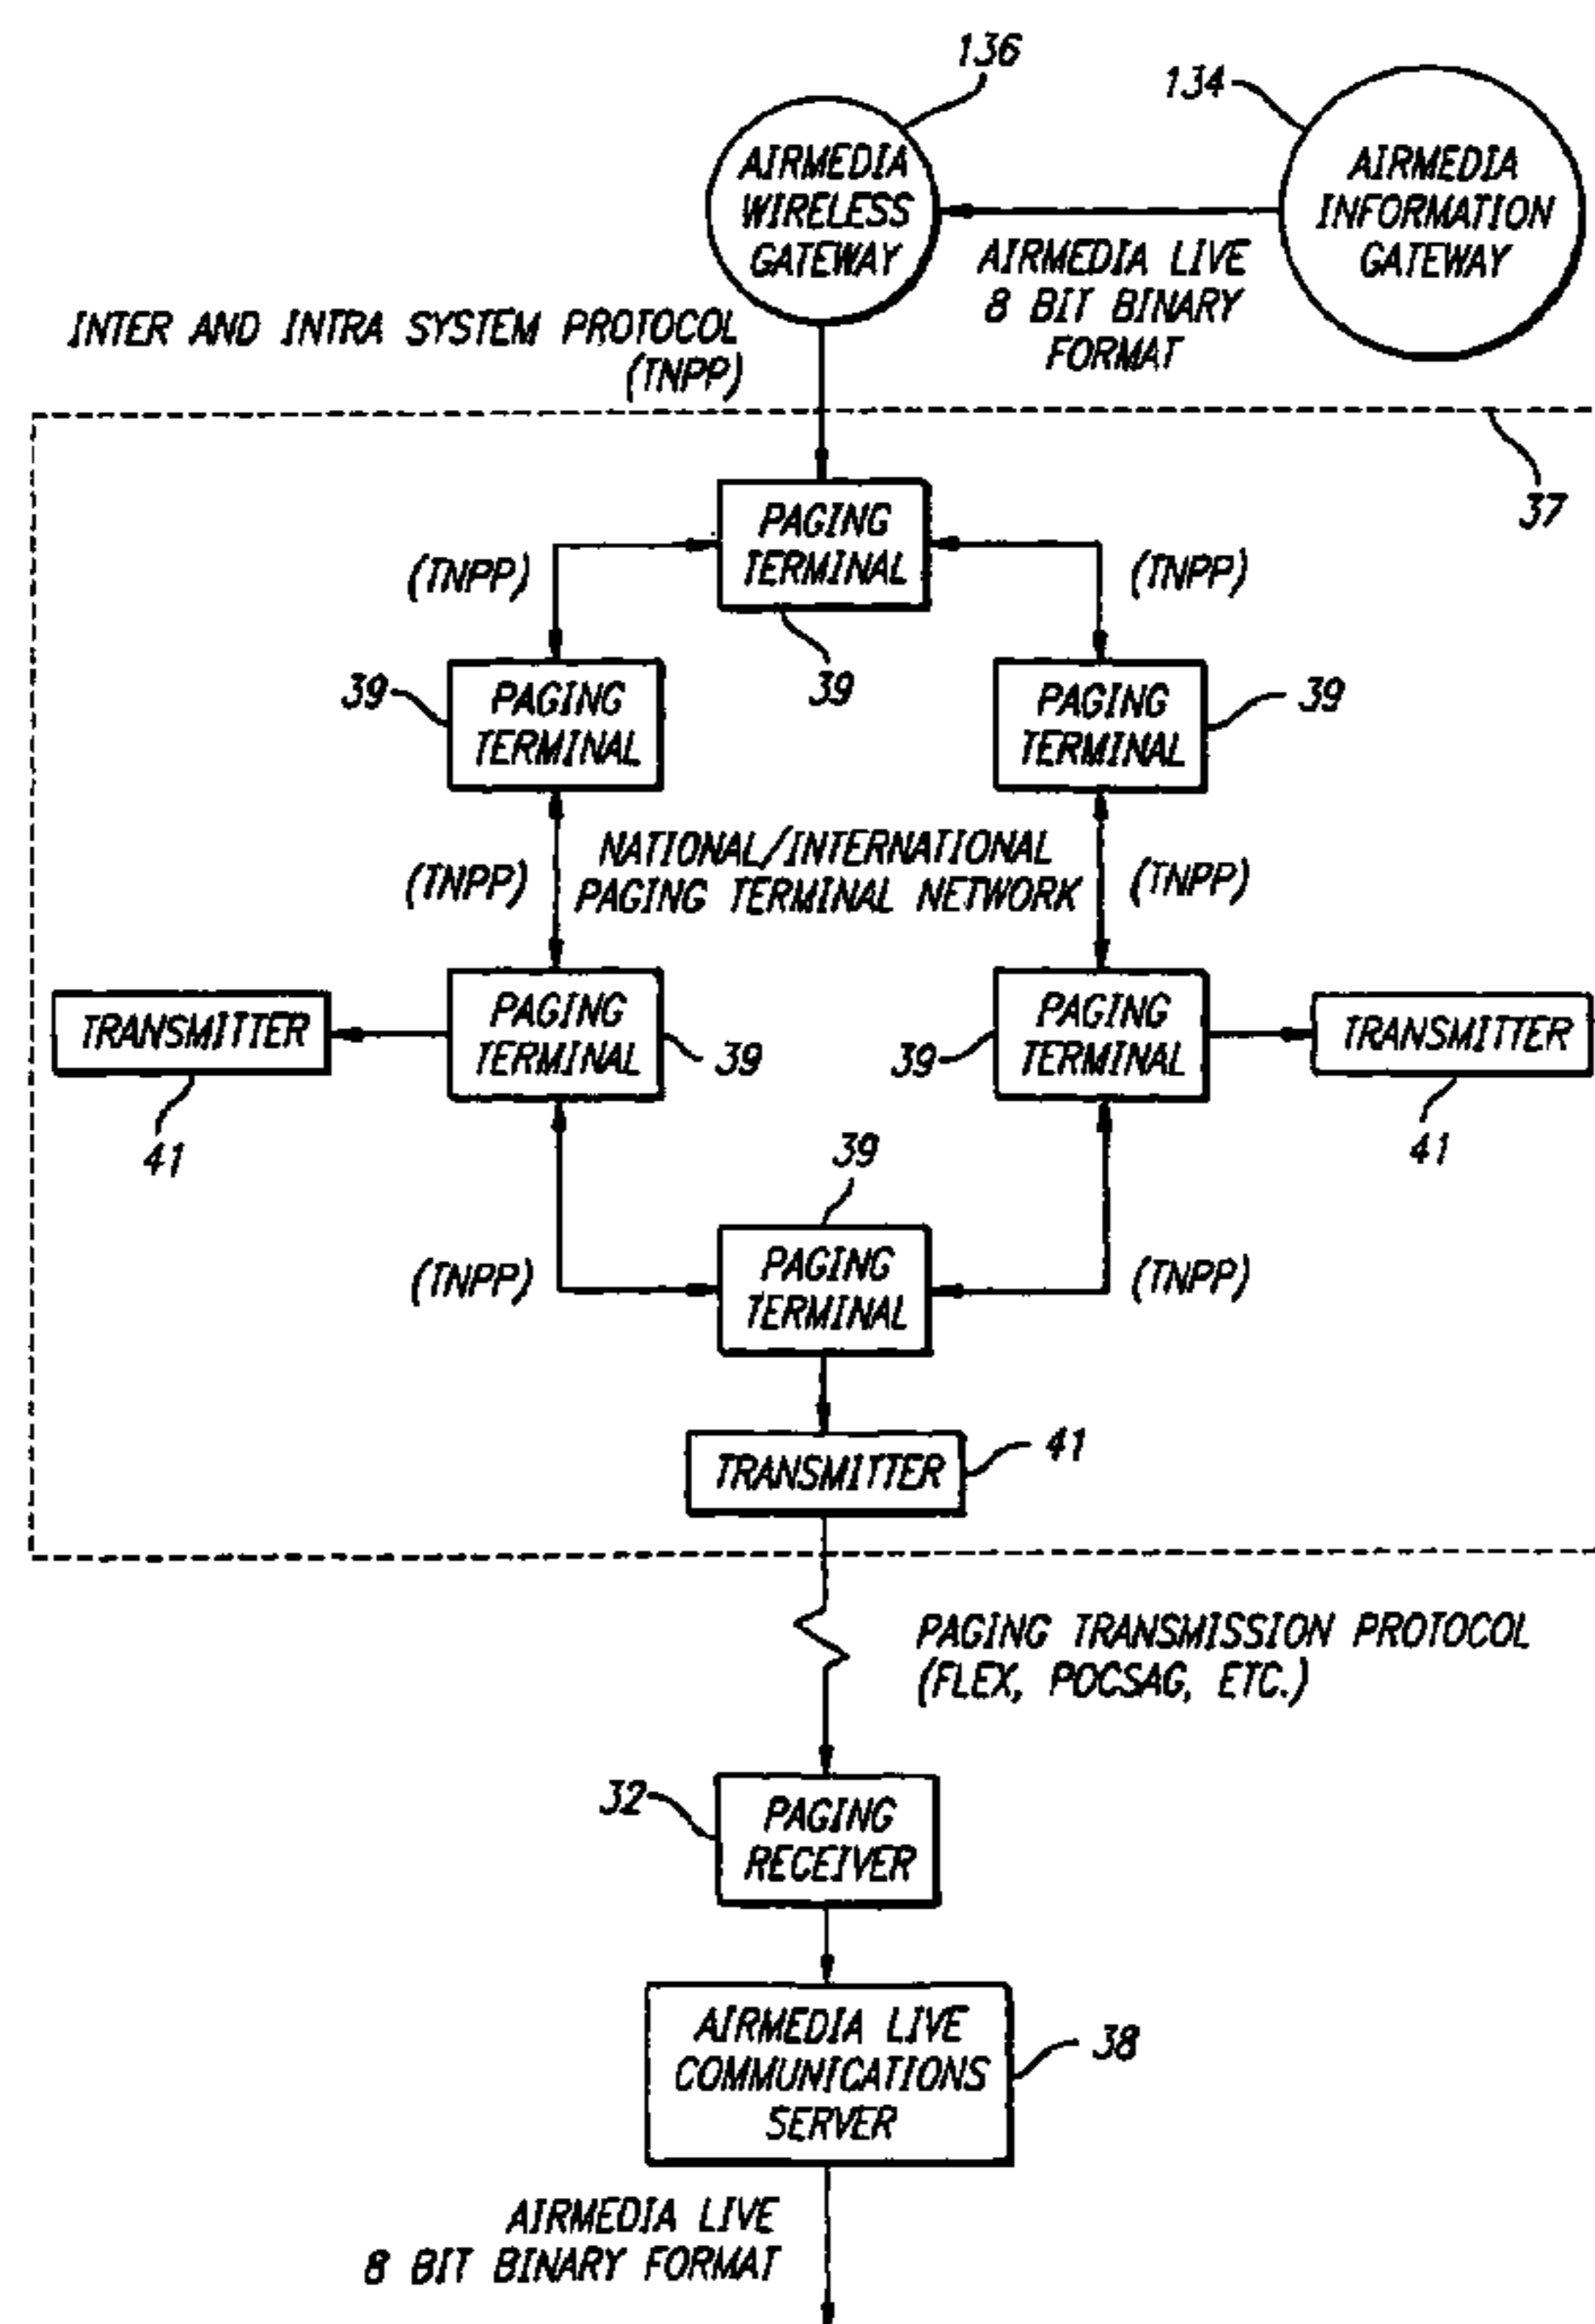 136
134
AIRMEDIA
WIRELESS
GATEWAY
AIRMEDIA
INFORMATION
GATEWAY
AIRMEDIA LIVE
8 BIT BINARY
FORMAT
INTER AND INTRA SYSTEM PROTOCOL
(TNPP)
37
PAGING
TERMINAL
39
(TNPP)
(TNPP)
39
PAGING
TERMINAL
PAGING
TERMINAL
39
(TNPP)
NATIONAL/INTERNATIONAL
PAGING TERMINAL NETWORK
(TNPP)
TRANSMITTER
41
PAGING
TERMINAL
39
39
PAGING
TERMINAL
TRANSMITTER
41
39
(TNPP)
PAGING
TERMINAL
(TNPP)
TRANSMITTER
41
PAGING TRANSMISSION PROTOCOL
(FLEX, POCSAG, ETC.)
32
PAGING
RECEIVER
AIRMEDIA LIVE
COMMUNICATIONS
SERVER
38
AIRMEDIA LIVE
8 BIT BINARY FORMAT